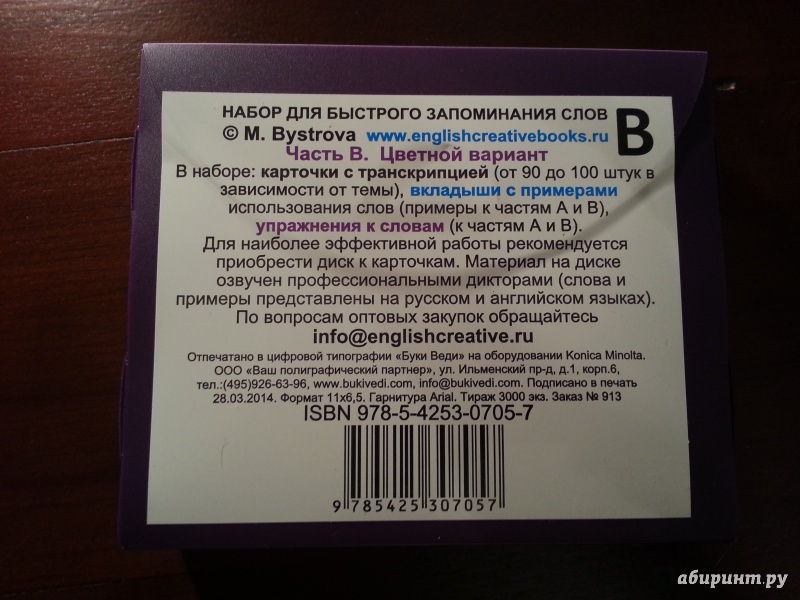 НАБОР ДЛЯ БЫСТРОГО ЗАПОМИНАНИЯ СЛОВ
B
© M. Bystrova www.englishcreativebooks.ru
Часть B. Цветной вариант
В наборе: карточки с транскрипцией (от 90 до 100 штук в
зависимости от темы), вкладыши с примерами
использования слов (примеры к частям А и В),
упражнения к словам (к частям А и В).
Для наиболее эффективной работы рекомендуется
приобрести диск к карточкам. Материал на диске
озвучен профессиональными дикторами (слова и
примеры представлены на русском и английском языках).
По вопросам оптовых закупок обращайтесь
info@englishcreative.ru
Отпечатано в цифровой типографии «Буки Веди» на оборудовании Konica Minolta.
ООО «Ваш полиграфический партнер», ул. Ильменский пр-д, д.1, корп.6,
тел.:(495)926-63-96, www.bukivedi.com, info@bukivedi.com. Подписано в печать
28.03.2014. Формат 11х6,5. Гарнитура Arial. Тираж 3000 экз. Заказ № 913
ISBN 978-5-4253-0705-7
9 785425 307057
абиринт.ру